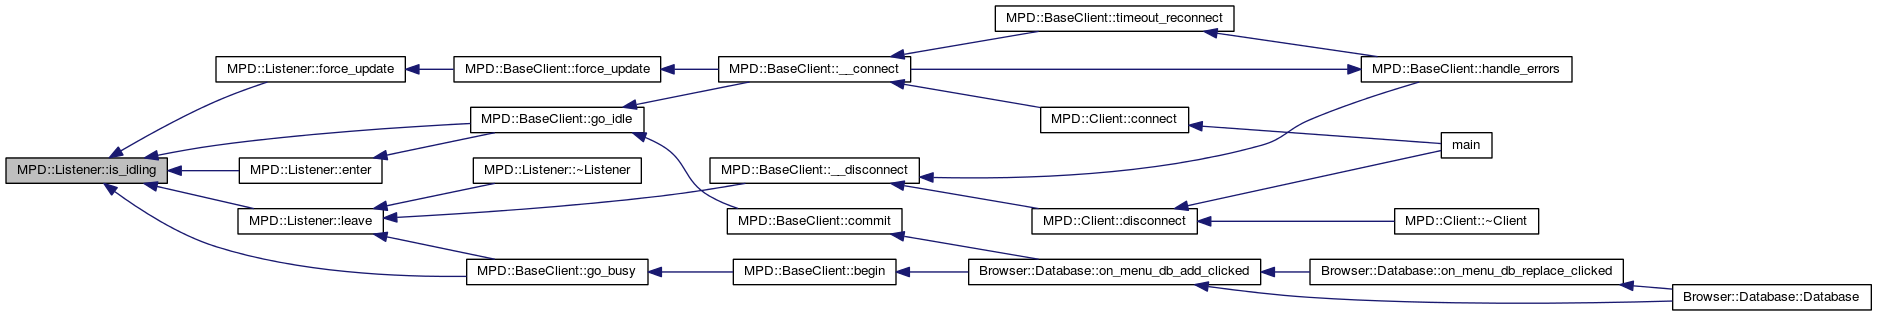 MPD::BaseClient::timeout_reconnect
MPD::Listener::force_update
MPD::BaseClient::force_update
MPD::BaseClient::__connect
MPD::BaseClient::handle_errors
MPD::BaseClient::go_idle
MPD::Client::connect
main
MPD::Listener::is_idling
MPD::Listener::enter
MPD::Listener::~Listener
MPD::BaseClient::__disconnect
MPD::Listener::leave
MPD::BaseClient::commit
MPD::Client::disconnect
MPD::Client::~Client
MPD::BaseClient::go_busy
MPD::BaseClient::begin
Browser::Database::on_menu_db_add_clicked
Browser::Database::on_menu_db_replace_clicked
Browser::Database::Database